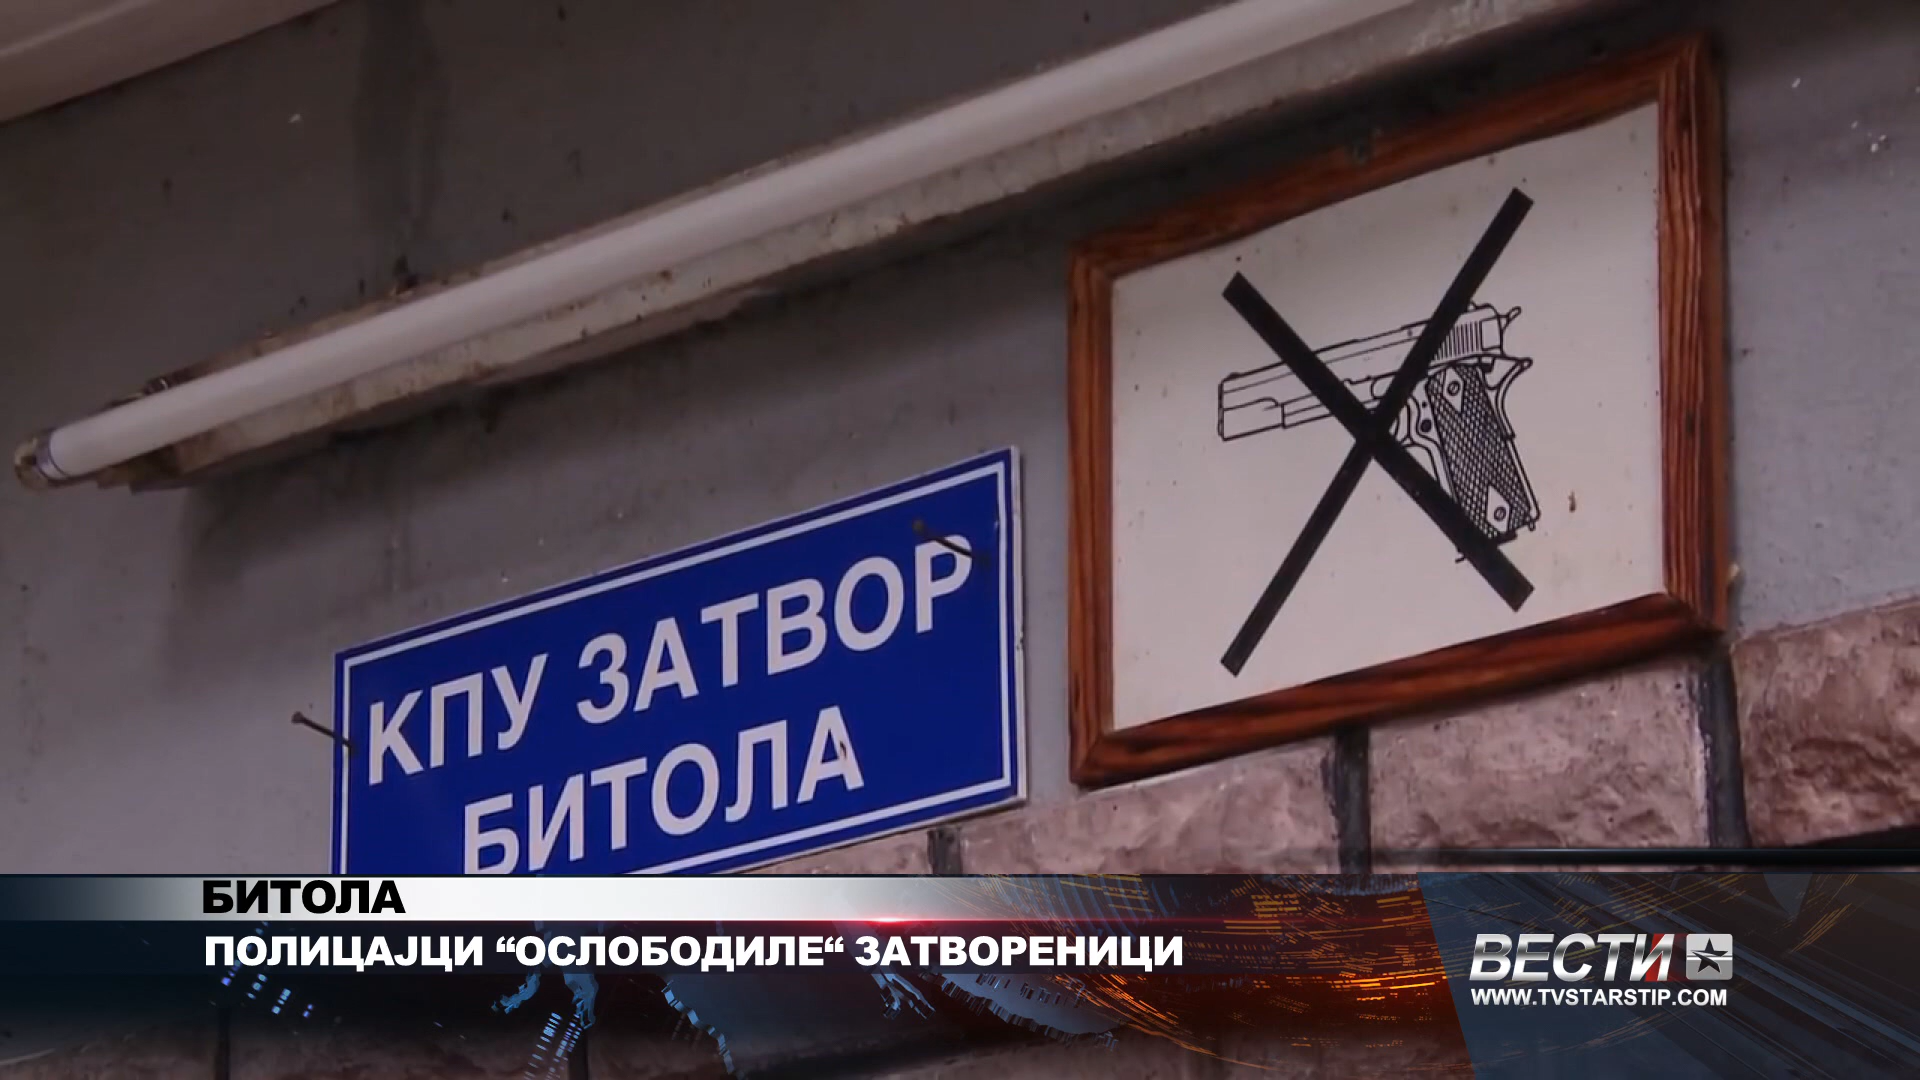 КПУ ЗАТВОР
БИТОЛА
БИТОЛА
ПОЛИЦАЈЦИ “ОСЛОБОДИЛЕ“ ЗАТВОРЕНИЦИ
ВЕСТИ
WWW.TVSTARSTIP.COM